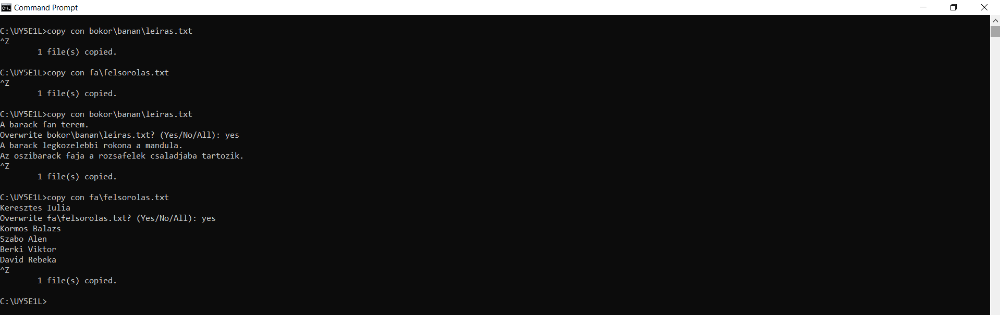 Command Prompt
C:\UY5E1L>copy con bokor\banan\leiras.txt
^Z
        1 file(s) copied.
C:\UY5E1L>copy con fa\felsorolas.txt
^Z
        1 file(s) copied.
C:\UY5E1L>copy con bokor\banan\leiras.txt
A barack fan terem.
Overwrite bokor\banan\leiras.txt? (Yes/No/All): yes
A barack legkozelebbi rokona a mandula.
Az oszibarack faja a rozsafelek csaladjaba tartozik.
^Z
        1 file(s) copied.
C:\UY5E1L>copy con fa\felsorolas.txt
Keresztes Iulia
Overwrite fa\felsorolas.txt? (Yes/No/All): yes
Kormos Balazs
Szabo Alen
Berki Viktor
David Rebeka
^Z
        1 file(s) copied.
C:\UY5E1L>